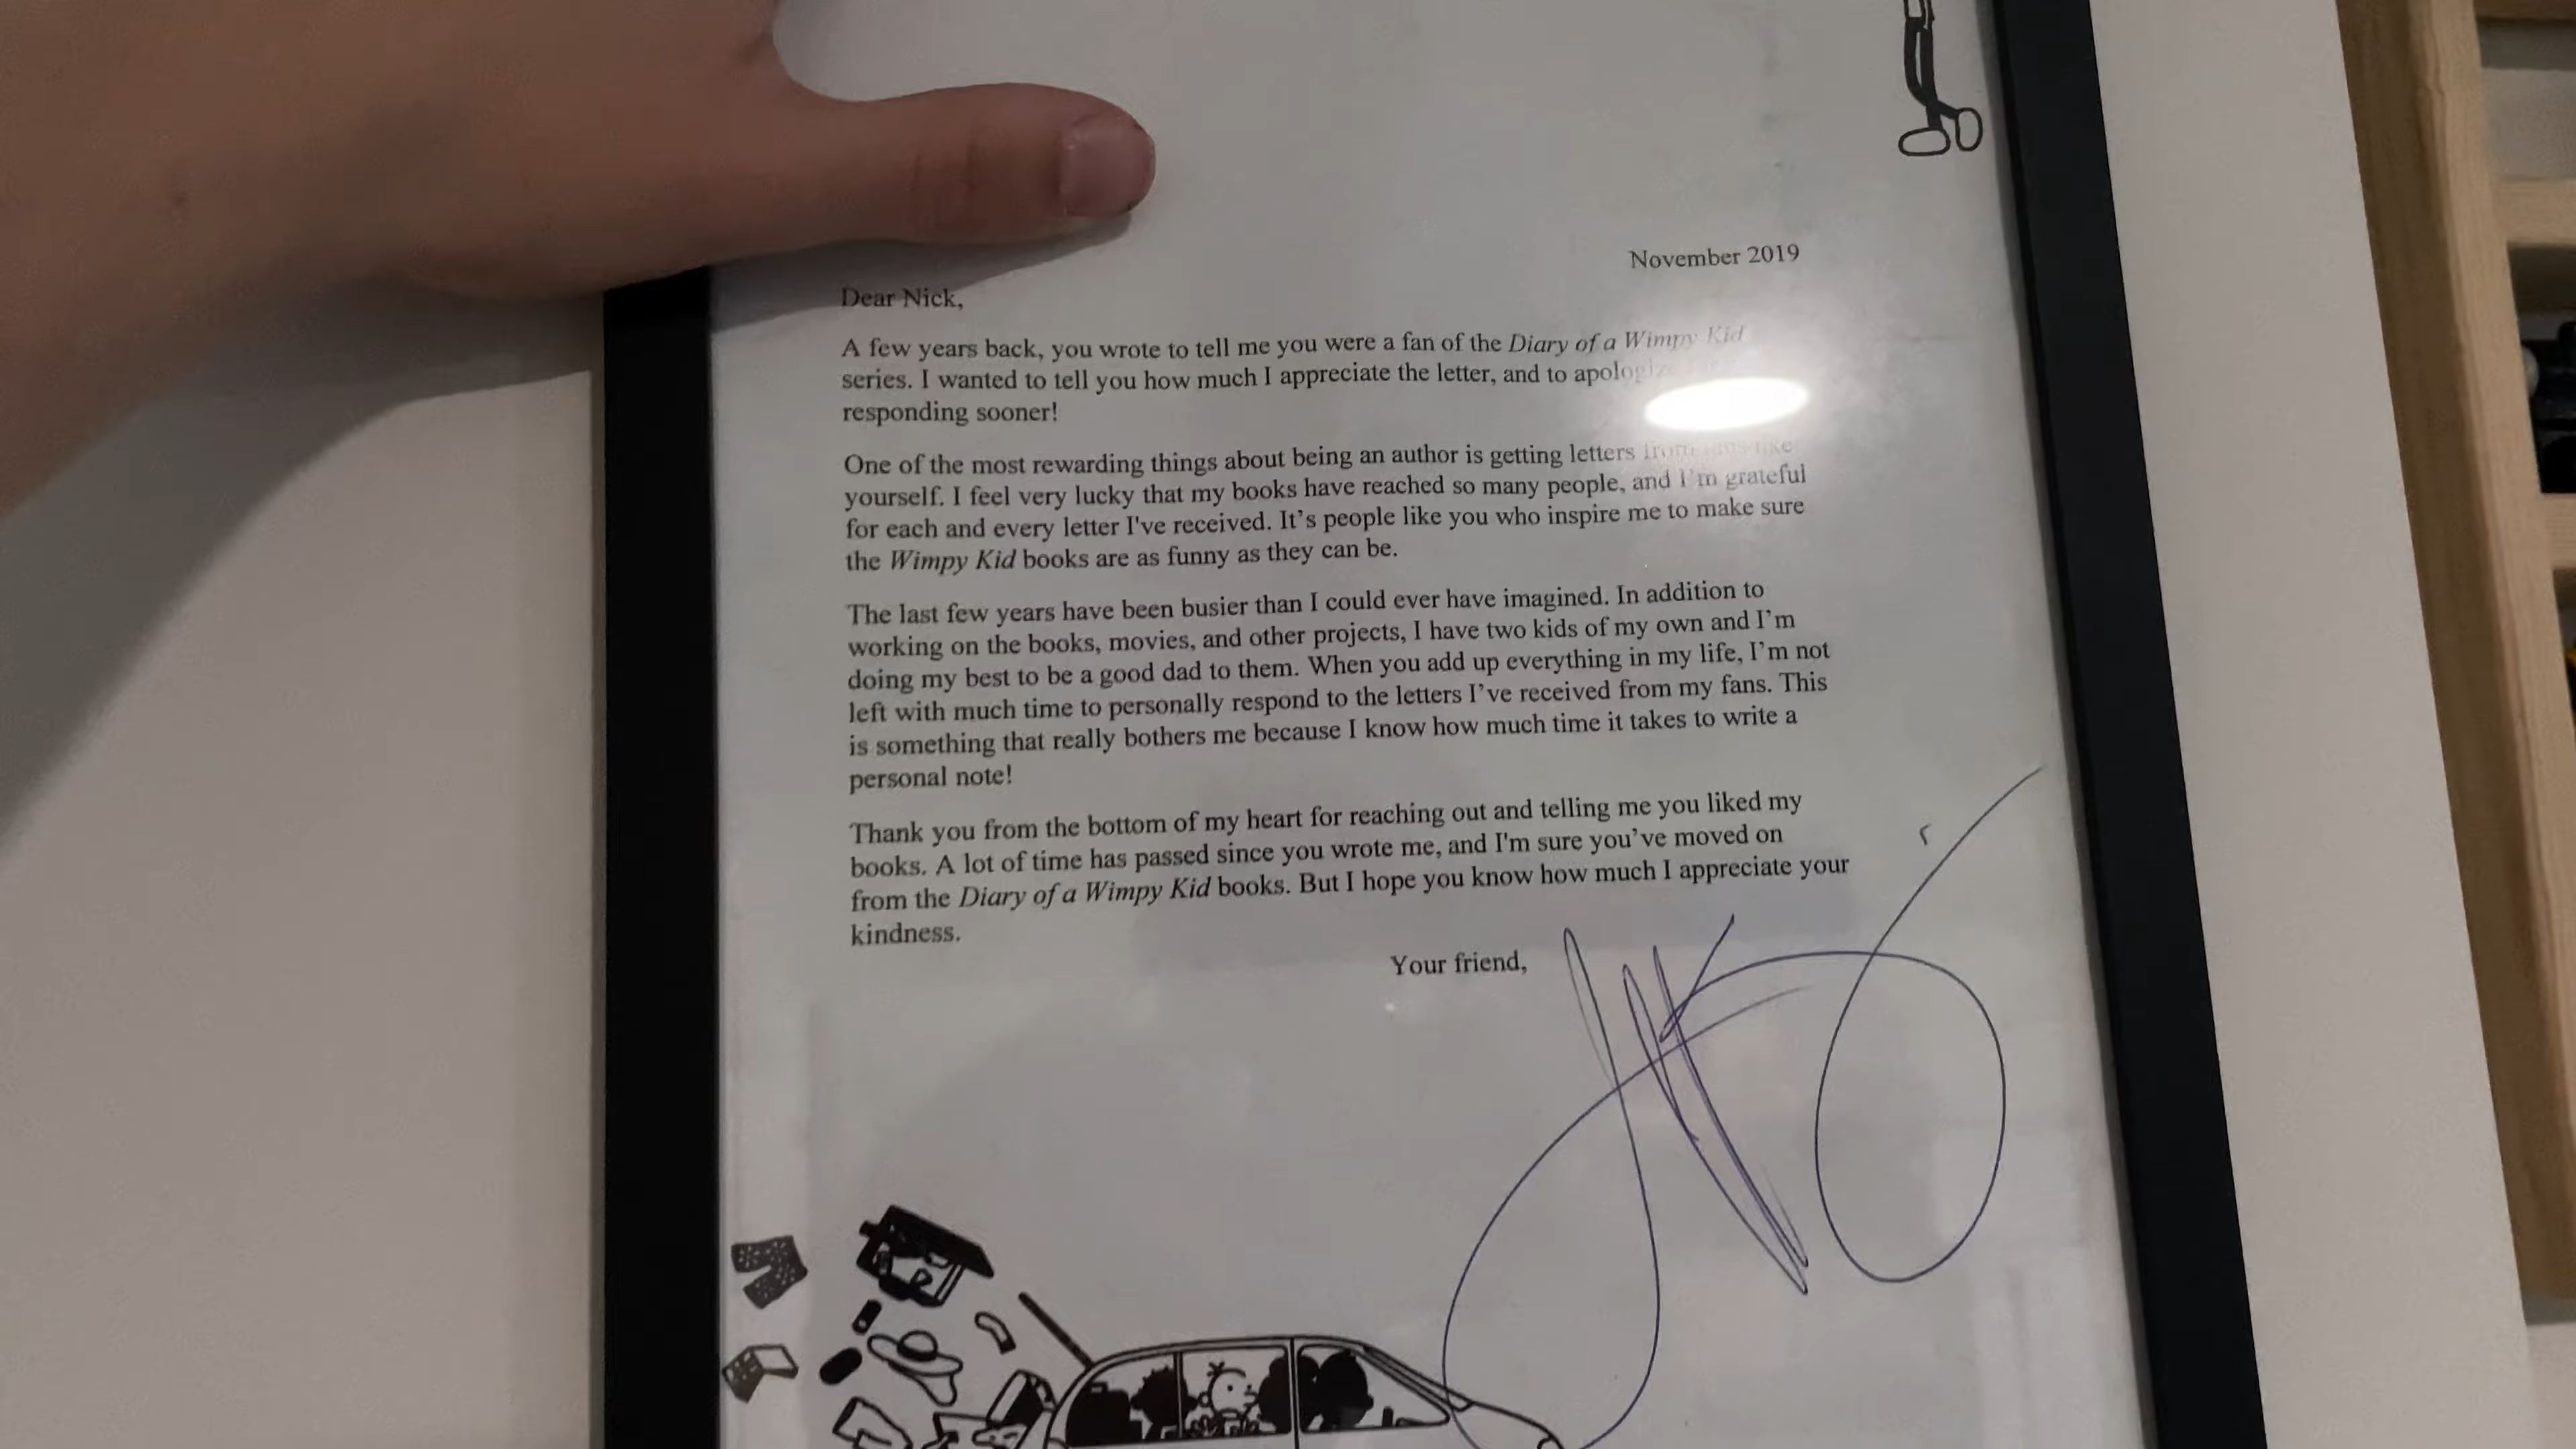 November 2019
Dear Nick,
A few years back, you wrote to tell me you were a fan of the Diary of a Wimpy Kid
series. I wanted to tell you how much I appreciate the letter, and to apologize
responding sooner!
One of the most rewarding things about being an author is getting letters from fans like
yourself. I feel very lucky that my books have reached so many people, and I'm grateful
for each and every letter I've received. It's people like you who inspire me to make sure
the Wimpy Kid books are as funny as they can be.
The last few years have been busier than I could ever have imagined. In addition to
working on the books, movies, and other projects, I have two kids of my own and I'm
doing my best to be a good dad to them. When you add up everything in my life, I'm not
left with much time to personally respond to the letters I've received from my fans. This
is something that really bothers me because I know how much time it takes to write a
personal note!
Thank you from the bottom of my heart for reaching out and telling me you liked my
books. A lot of time has passed since you wrote me, and I'm sure you've moved on
from the Diary of a Wimpy Kid books. But I hope you know how much I appreciate your
kindness.
Your friend,